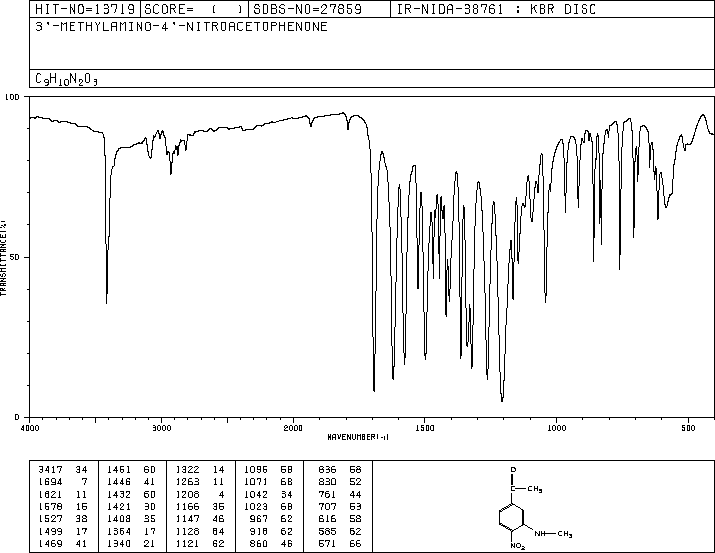 HIT-NO=13719 SCORE= ( ) SDBS-NO=27859 IR-NIDA-38761 : KBR DISC
3'-METHYLAMINO-4'-NITROACETOPHENONE
C9H10N2O3
100
50
0
TRANSMITTANCE(%)
4000 3000 2000 1500 1000 500
WAVENUMBER(-1)
3417 34 1461 60 1322 14 1096 58 836 58
1694 7 1446 41 1263 11 1071 68 830 52
1621 11 1432 60 1208 4 1042 34 761 44
1578 16 1421 30 1166 35 1023 68 707 53
1527 38 1408 35 1147 46 967 62 616 58
1499 17 1364 17 1128 64 918 62 585 62
1469 41 1340 21 1121 62 860 46 571 66
O
C CH3
NH CH3
NO2